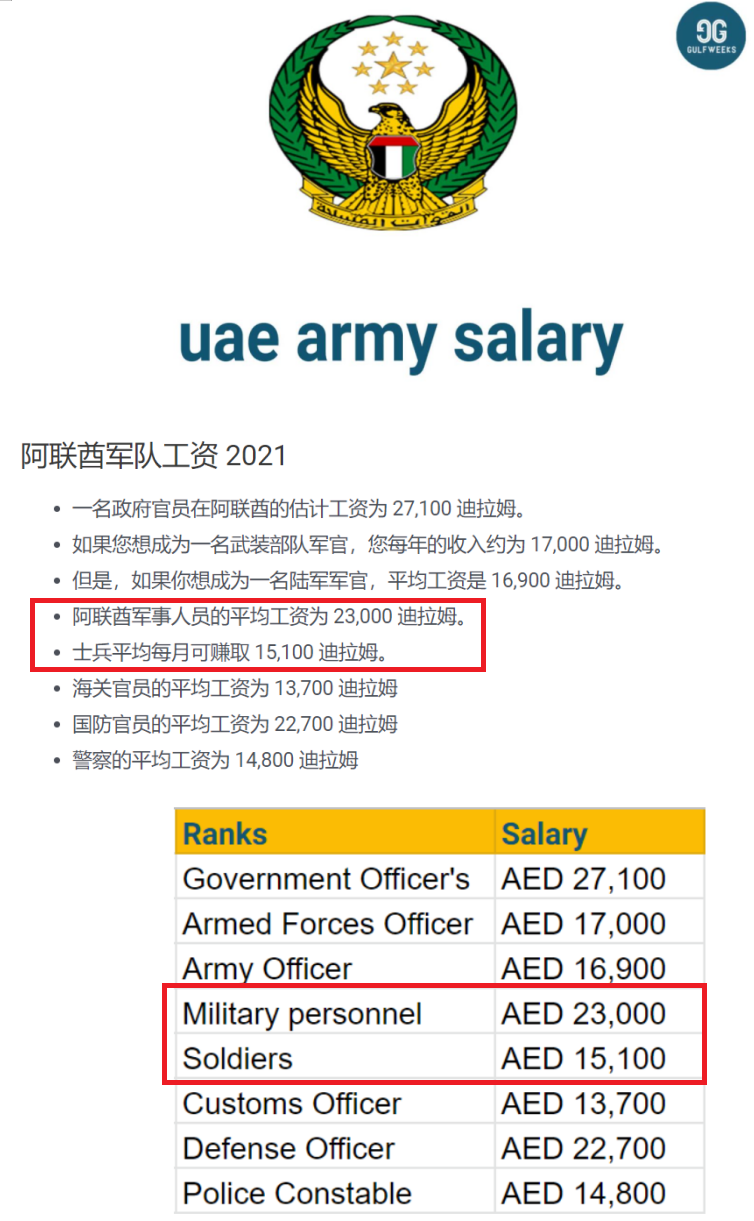 GG
GULFWEEKS
القوات المسلحة
uae army salary
阿联酋军队工资 2021
一名政府官员在阿联酋的估计工资为 27,100 迪拉姆。
如果您想成为一名武装部队军官，您每年的收入约为 17,000 迪拉姆。
但是，如果你想成为一名陆军军官，平均工资是 16,900 迪拉姆。
阿联酋军事人员的平均工资为 23,000 迪拉姆。
士兵平均每月可赚取 15,100 迪拉姆。
海关官员的平均工资为 13,700 迪拉姆
国防官员的平均工资为 22,700 迪拉姆
警察的平均工资为 14,800 迪拉姆
Ranks Salary
Government Officer's AED 27,100
Armed Forces Officer AED 17,000
Army Officer AED 16,900
Military personnel AED 23,000
Soldiers AED 15,100
Customs Officer AED 13,700
Defense Officer AED 22,700
Police Constable AED 14,800